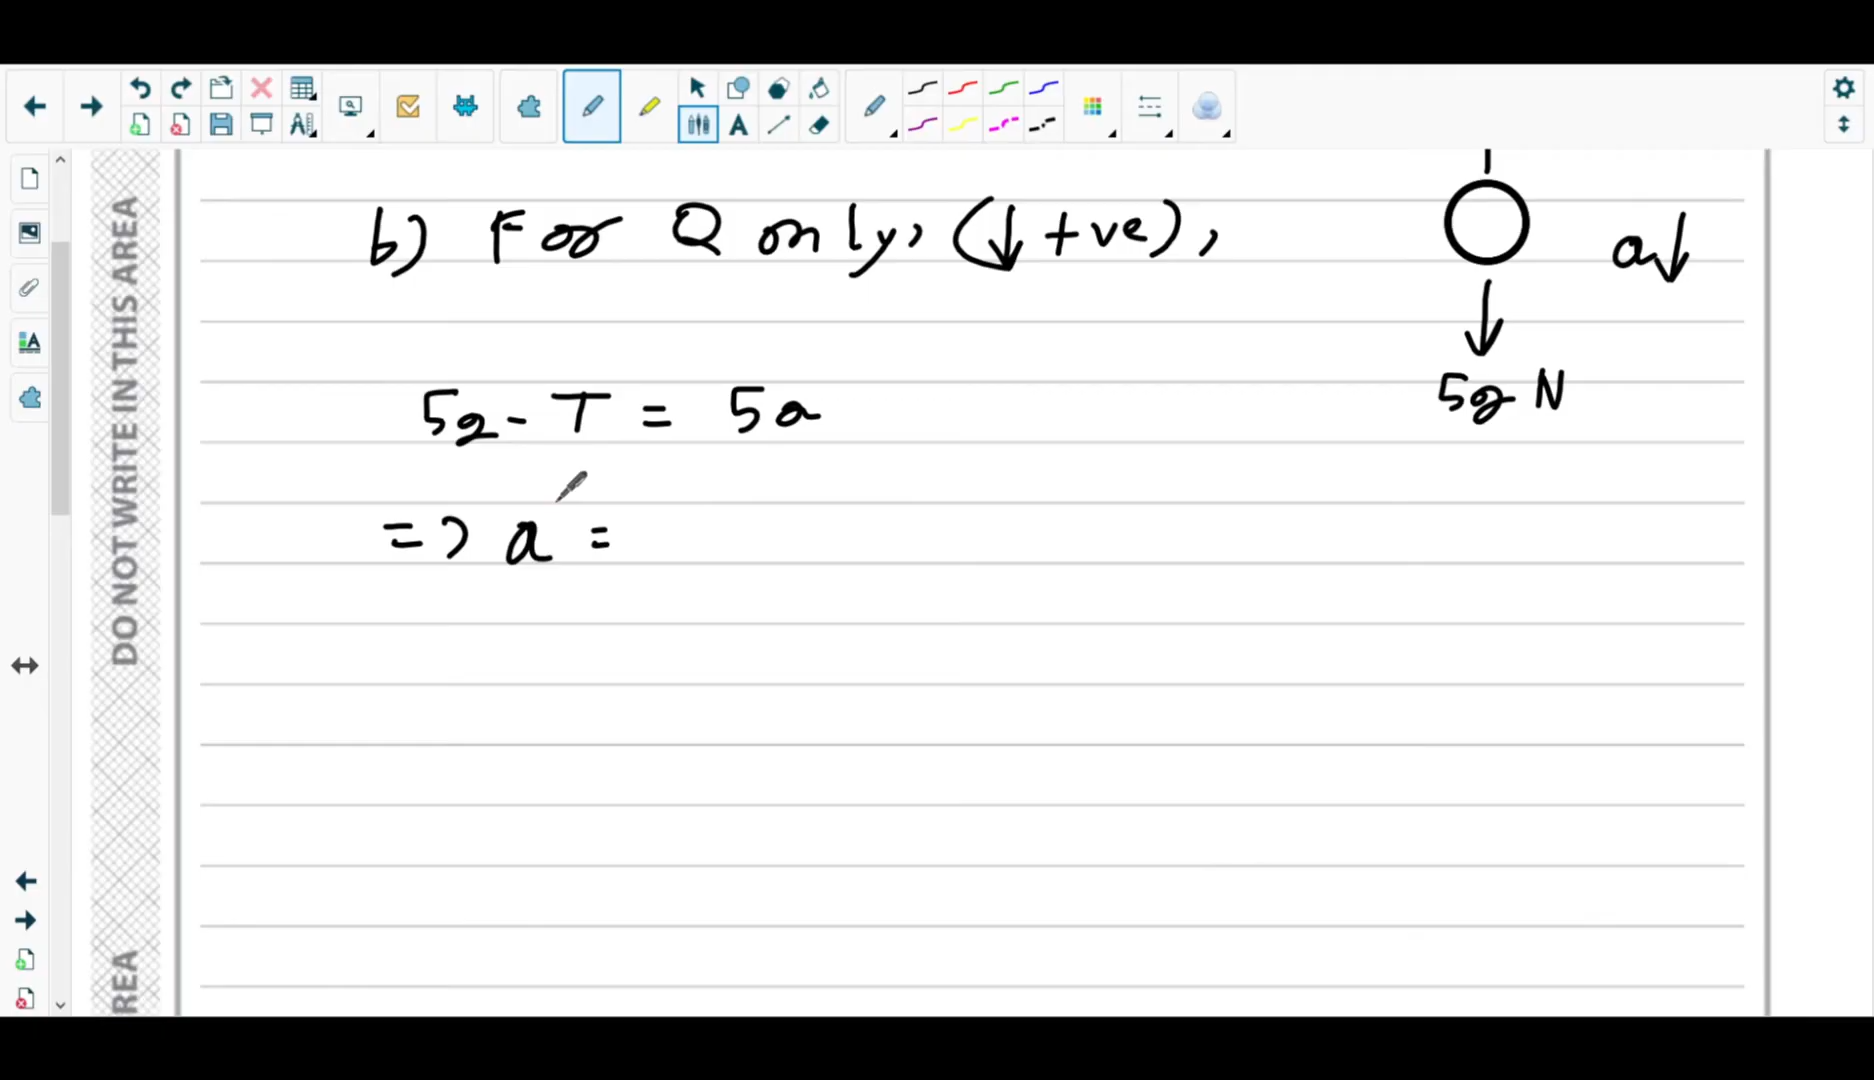 b) For Q only, (↓ +ve),
a↓
5g N
5g - T = 5a
=> a =
DO NOT WRITE IN THIS AREA
REA